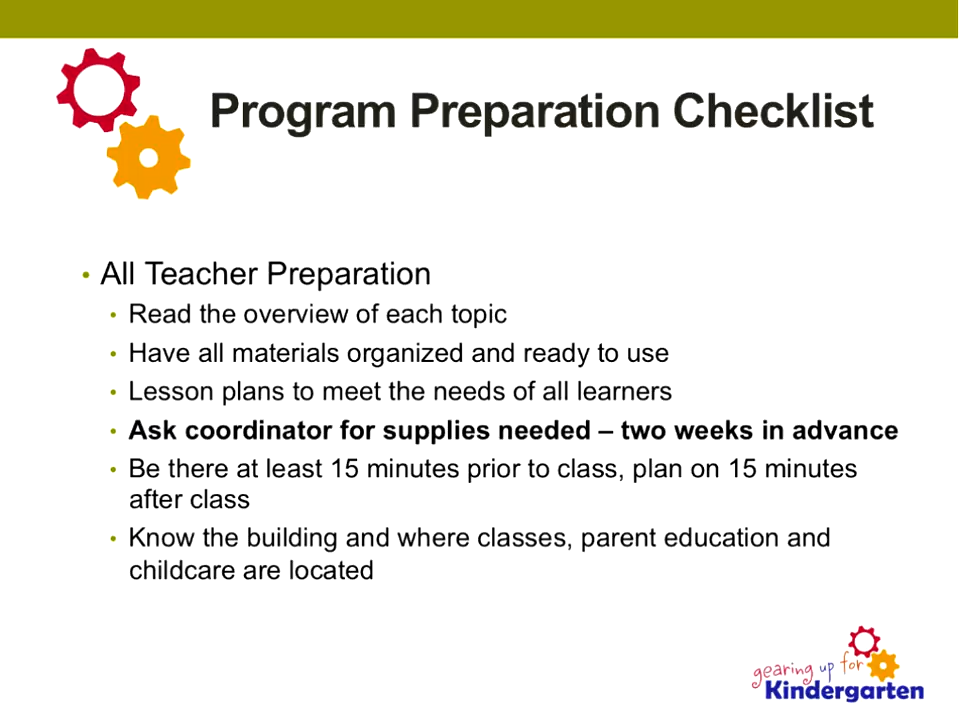 Program Preparation Checklist
• All Teacher Preparation
• Read the overview of each topic
• Have all materials organized and ready to use
• Lesson plans to meet the needs of all learners
• Ask coordinator for supplies needed – two weeks in advance
• Be there at least 15 minutes prior to class, plan on 15 minutes
after class
• Know the building and where classes, parent education and
childcare are located
gearing up for
Kindergarten